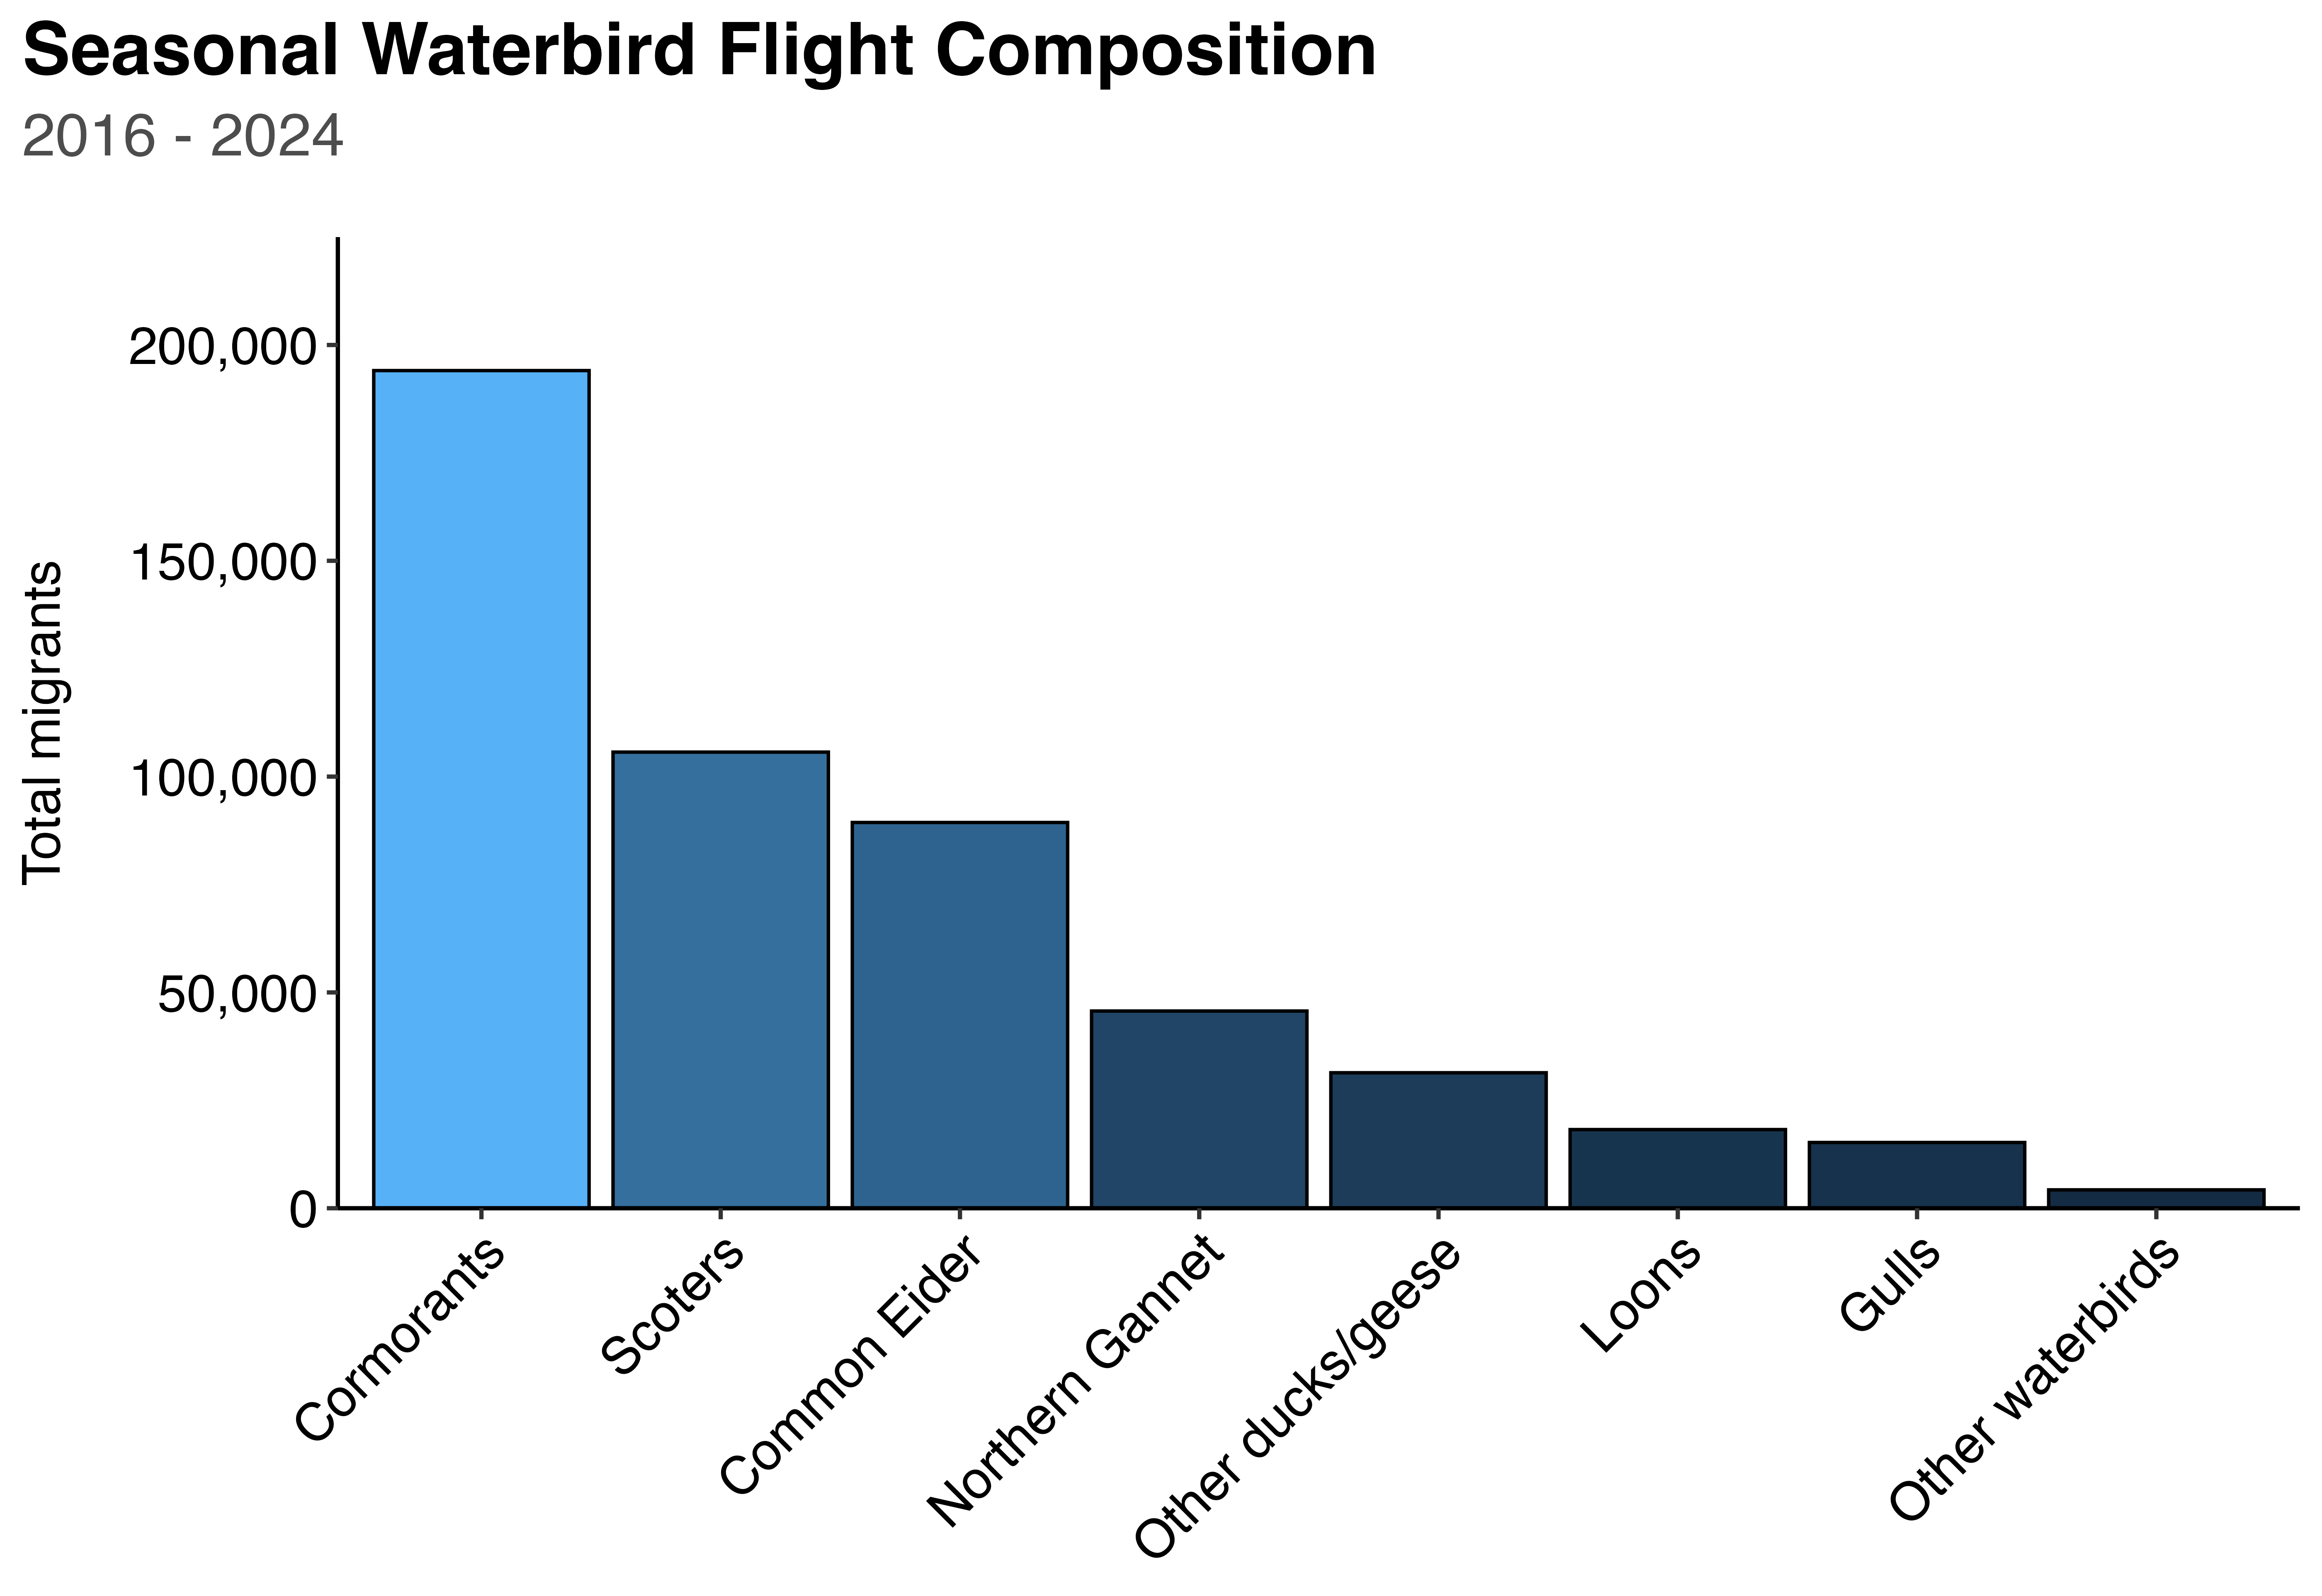 Seasonal Waterbird Flight Composition
2016 - 2024
Total migrants
200,000
150,000
100,000
50,000
0
Cormorants
Scoters
Common Eider
Northern Gannet
Other ducks/geese
Loons
Gulls
Other waterbirds